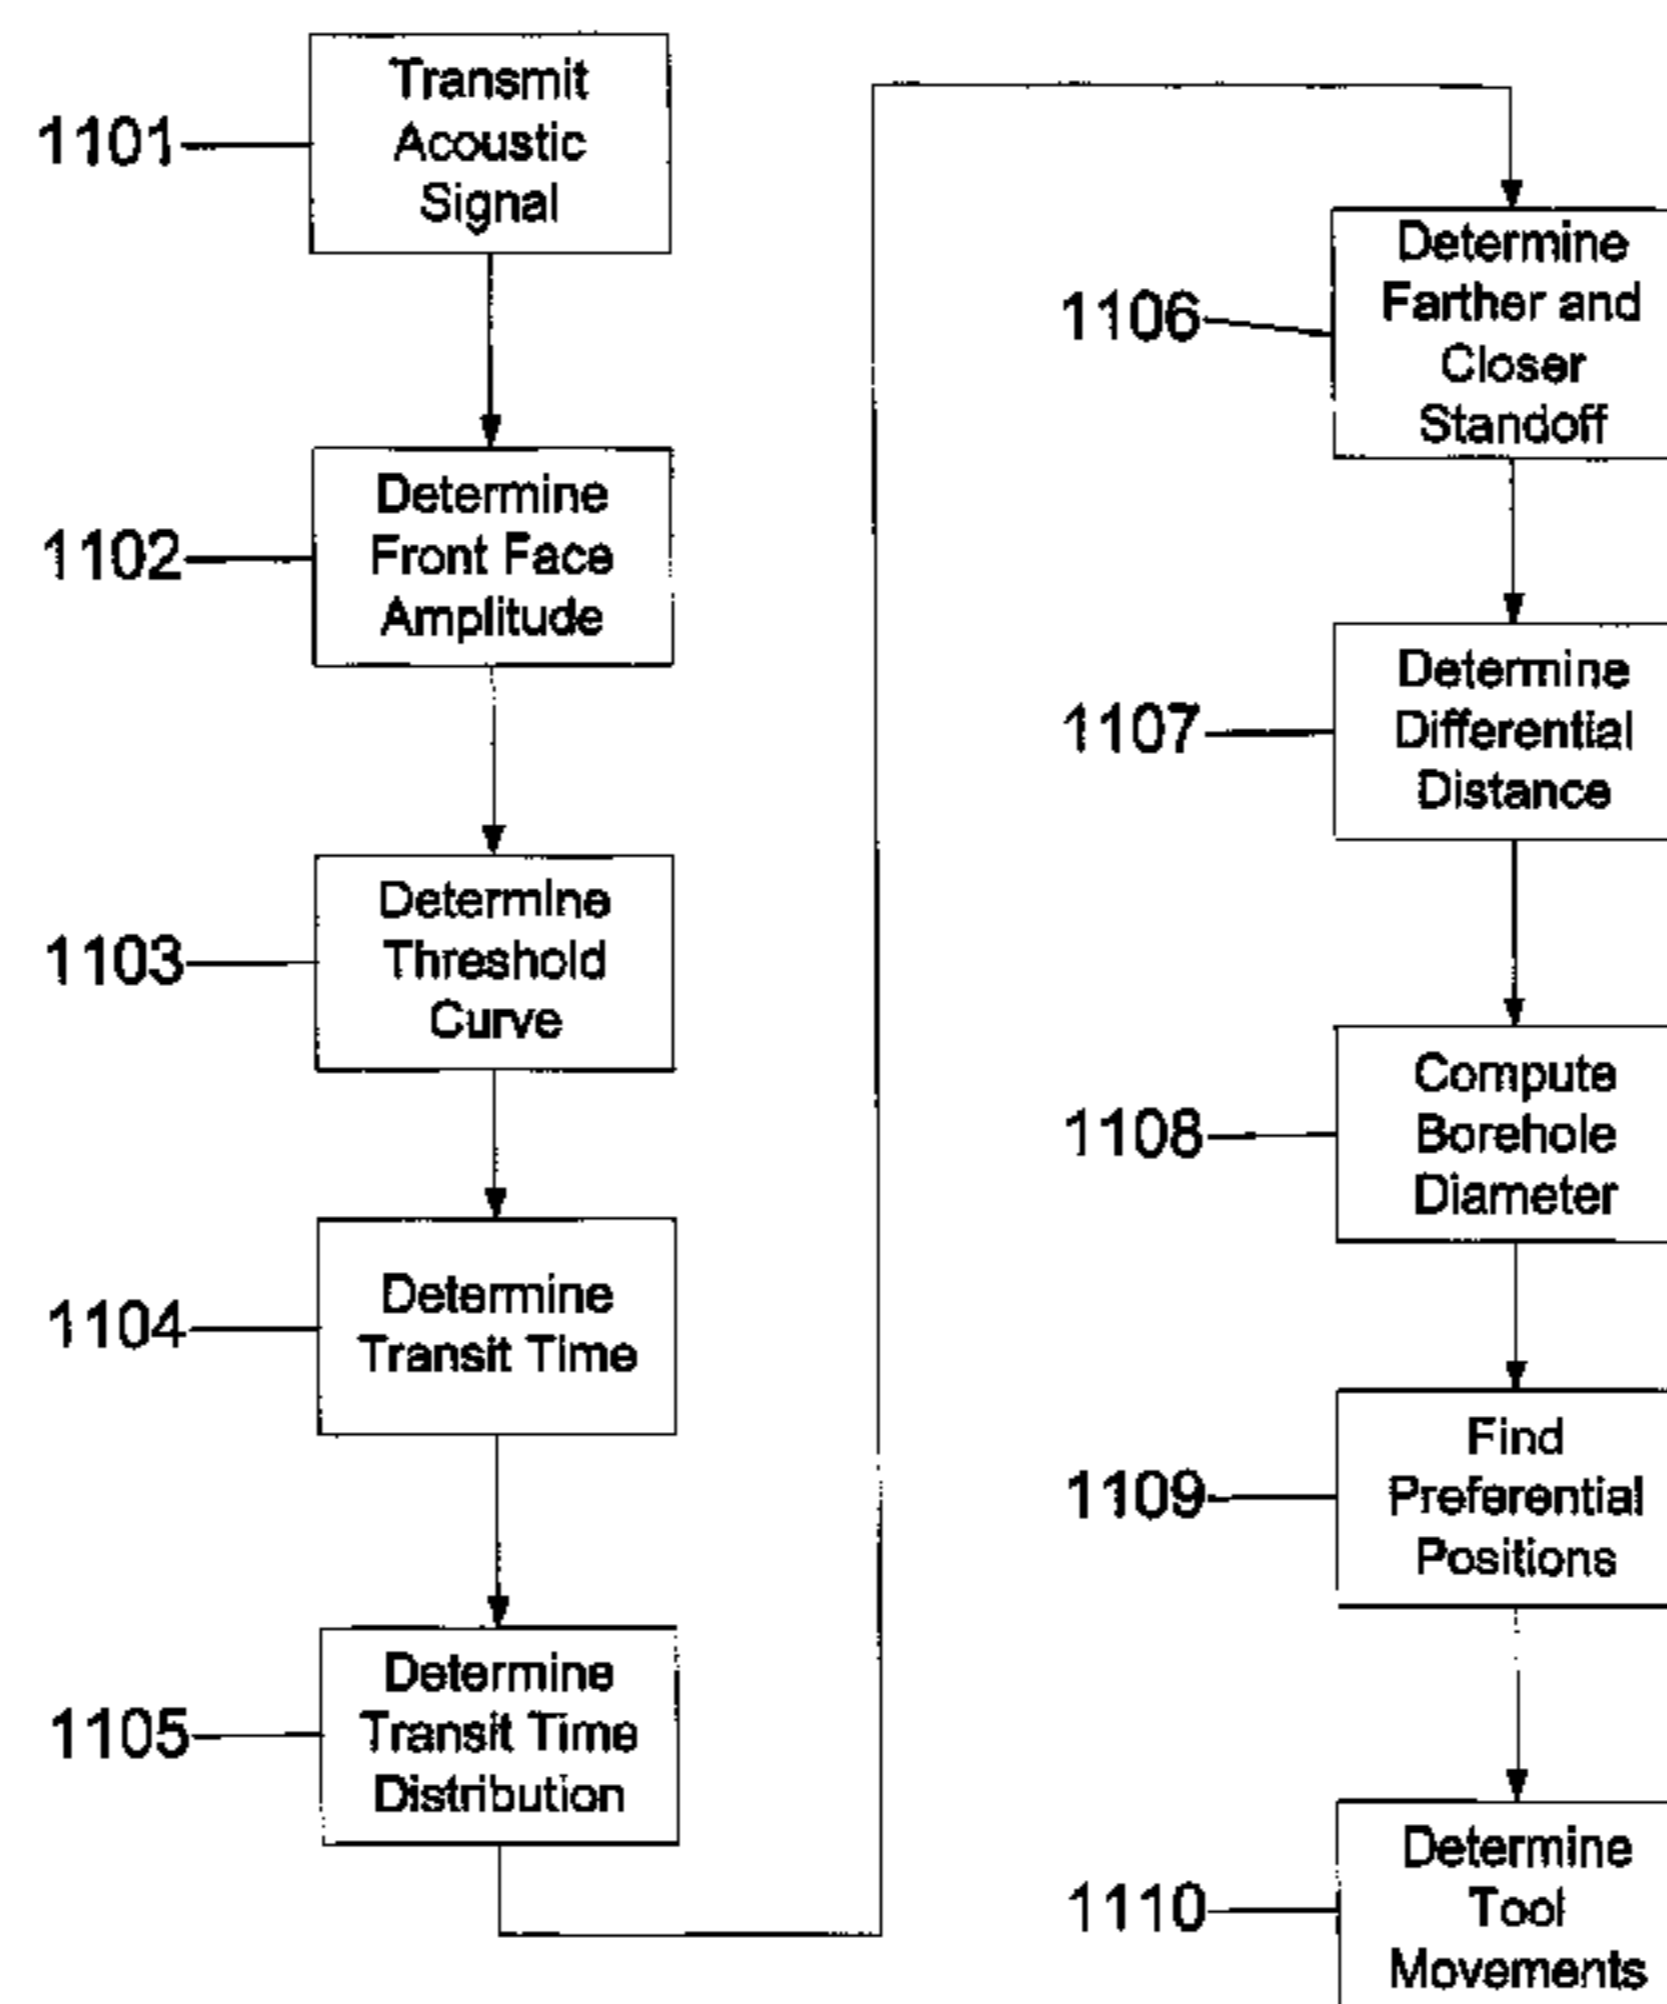 1101
Transmit
Acoustic
Signal
1102
Determine
Front Face
Amplitude
1103
Determine
Threshold
Curve
1104
Determine
Transit Time
1105
Determine
Transit Time
Distribution
1106
Determine
Farther and
Closer
Standoff
1107
Determine
Differential
Distance
1108
Compute
Borehole
Diameter
1109
Find
Preferential
Positions
1110
Determine
Tool
Movements